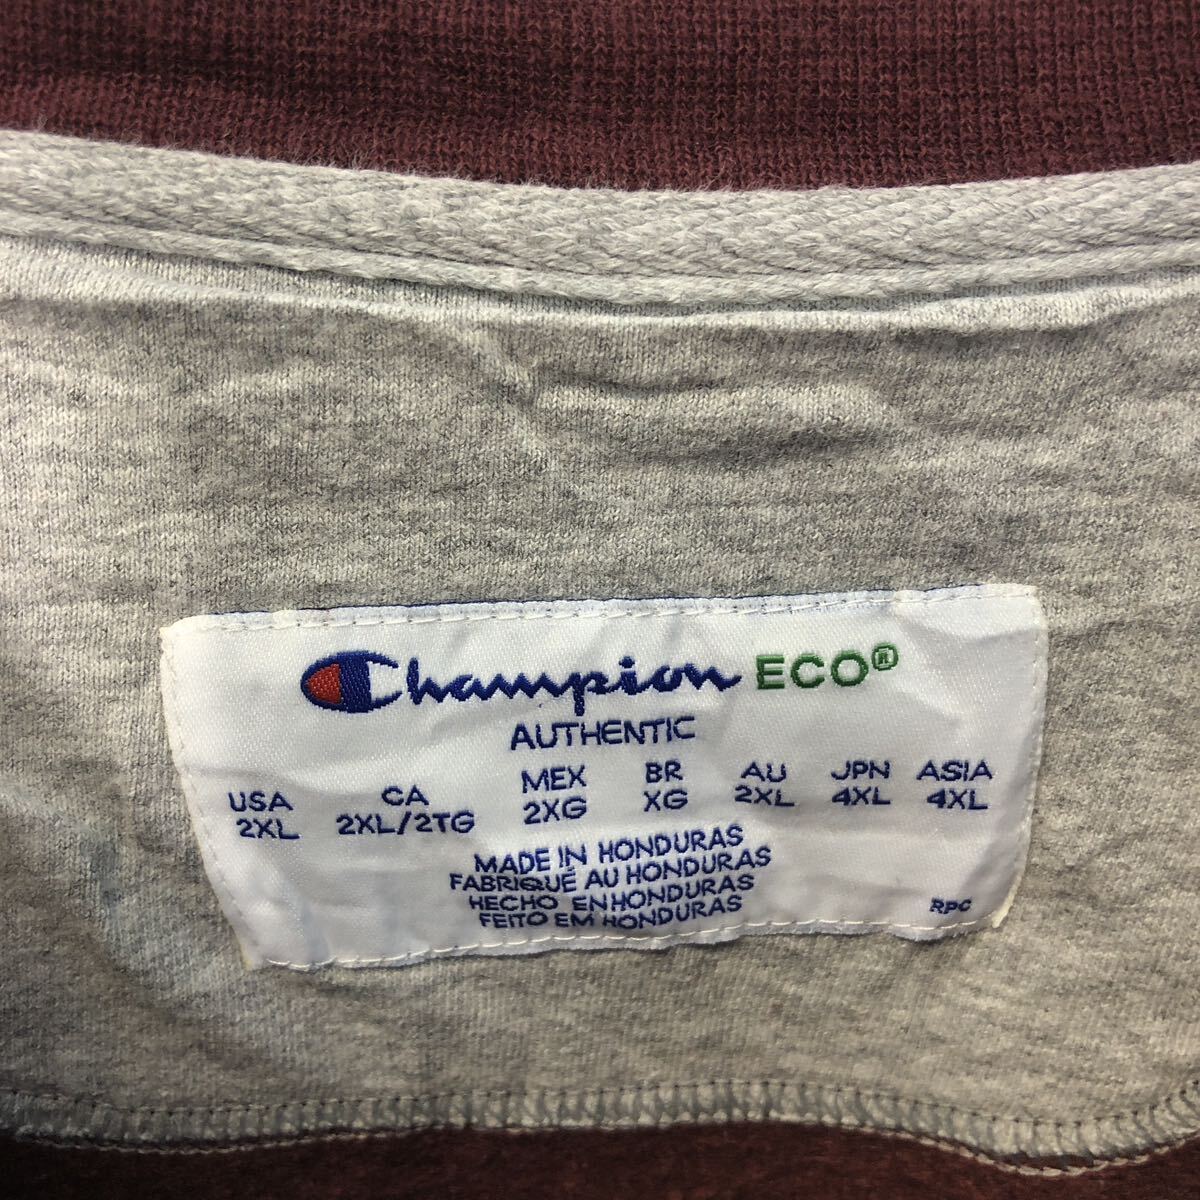 Champion ECO®
AUTHENTIC
USA CA MEX BR AU JPN ASIA
2XL 2XL/2TG 2XG XG 2XL 4XL 4XL
MADE IN HONDURAS
FABRIQUÉ AU HONDURAS
HECHO EN HONDURAS
FEITO EM HONDURAS
RPC